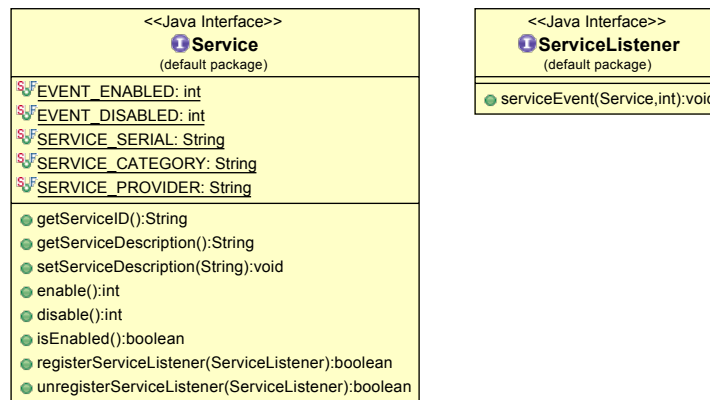 <<Java Interface>>
Service
(default package)
EVENT_ENABLED: int
EVENT_DISABLED: int
SERVICE_SERIAL: String
SERVICE_CATEGORY: String
SERVICE_PROVIDER: String
getServiceID():String
getServiceDescription():String
setServiceDescription(String):void
enable():int
disable():int
isEnabled():boolean
registerServiceListener(ServiceListener):boolean
unregisterServiceListener(ServiceListener):boolean
<<Java Interface>>
ServiceListener
(default package)
serviceEvent(Service,int):void